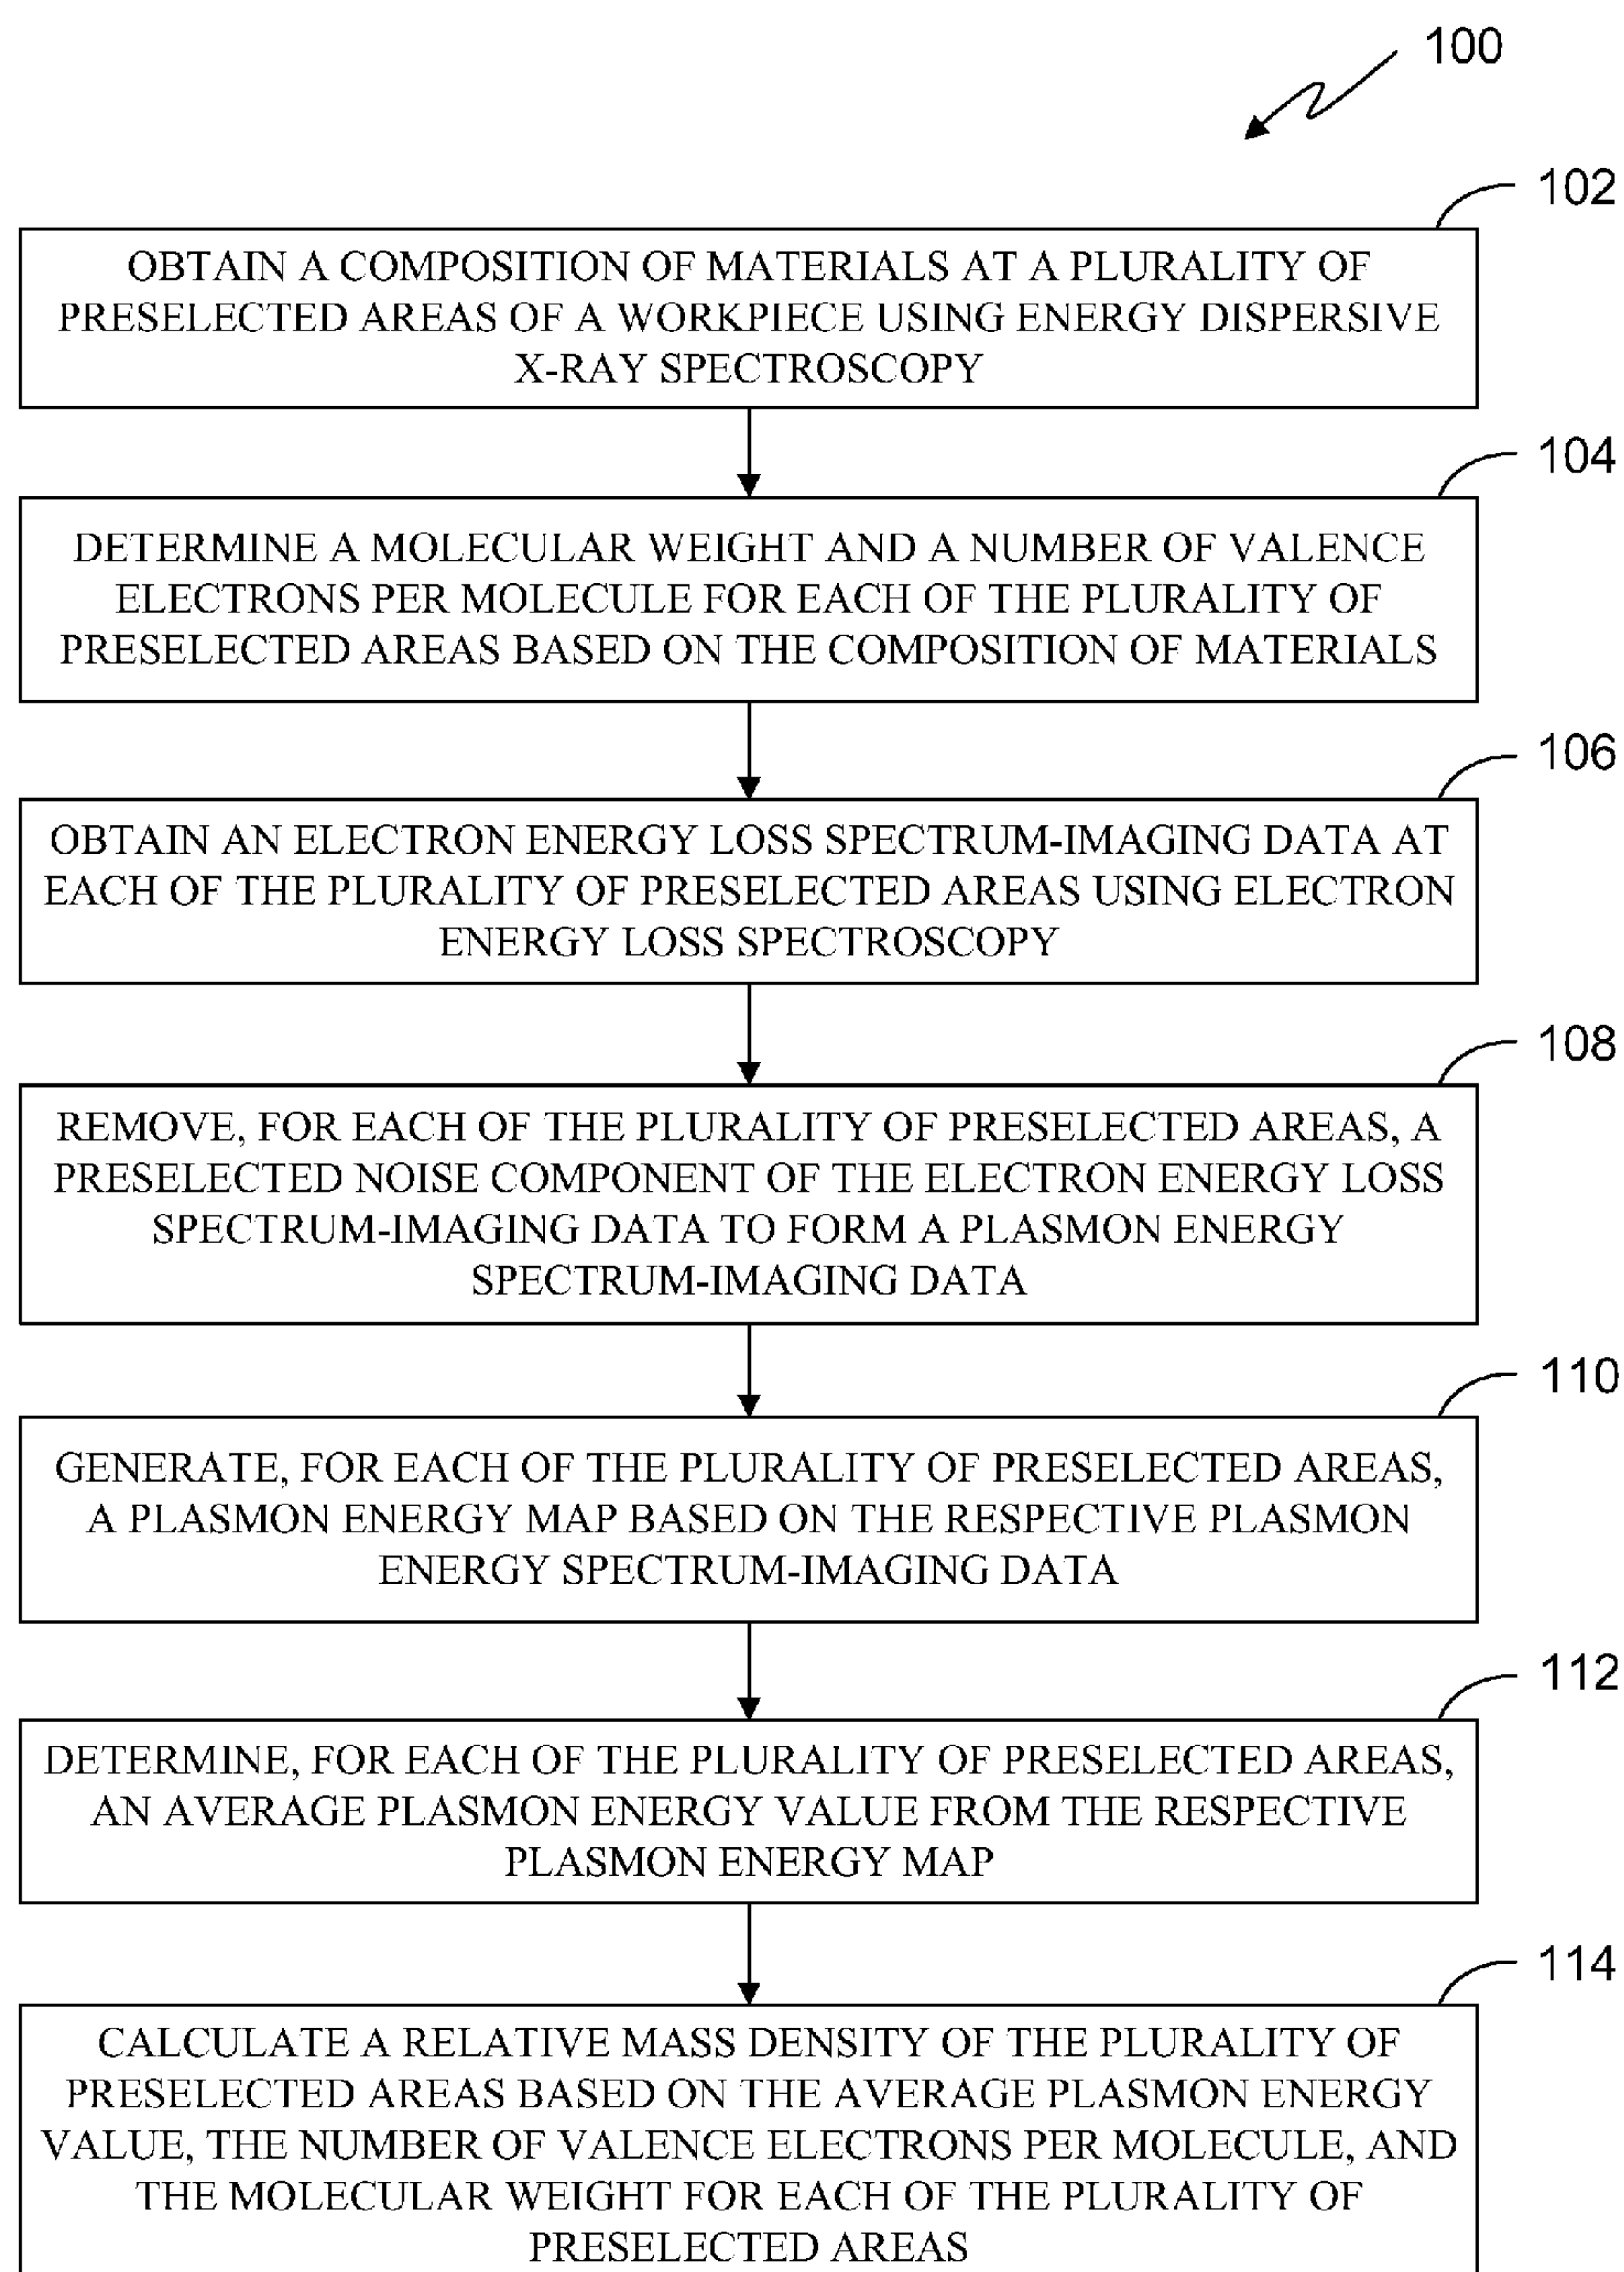 100
102
OBTAIN A COMPOSITION OF MATERIALS AT A PLURALITY OF
PRESELECTED AREAS OF A WORKPIECE USING ENERGY DISPERSIVE
X-RAY SPECTROSCOPY
104
DETERMINE A MOLECULAR WEIGHT AND A NUMBER OF VALENCE
ELECTRONS PER MOLECULE FOR EACH OF THE PLURALITY OF
PRESELECTED AREAS BASED ON THE COMPOSITION OF MATERIALS
106
OBTAIN AN ELECTRON ENERGY LOSS SPECTRUM-IMAGING DATA AT
EACH OF THE PLURALITY OF PRESELECTED AREAS USING ELECTRON
ENERGY LOSS SPECTROSCOPY
108
REMOVE, FOR EACH OF THE PLURALITY OF PRESELECTED AREAS, A
PRESELECTED NOISE COMPONENT OF THE ELECTRON ENERGY LOSS
SPECTRUM-IMAGING DATA TO FORM A PLASMON ENERGY
SPECTRUM-IMAGING DATA
110
GENERATE, FOR EACH OF THE PLURALITY OF PRESELECTED AREAS,
A PLASMON ENERGY MAP BASED ON THE RESPECTIVE PLASMON
ENERGY SPECTRUM-IMAGING DATA
112
DETERMINE, FOR EACH OF THE PLURALITY OF PRESELECTED AREAS,
AN AVERAGE PLASMON ENERGY VALUE FROM THE RESPECTIVE
PLASMON ENERGY MAP
114
CALCULATE A RELATIVE MASS DENSITY OF THE PLURALITY OF
PRESELECTED AREAS BASED ON THE AVERAGE PLASMON ENERGY
VALUE, THE NUMBER OF VALENCE ELECTRONS PER MOLECULE, AND
THE MOLECULAR WEIGHT FOR EACH OF THE PLURALITY OF
PRESELECTED AREAS